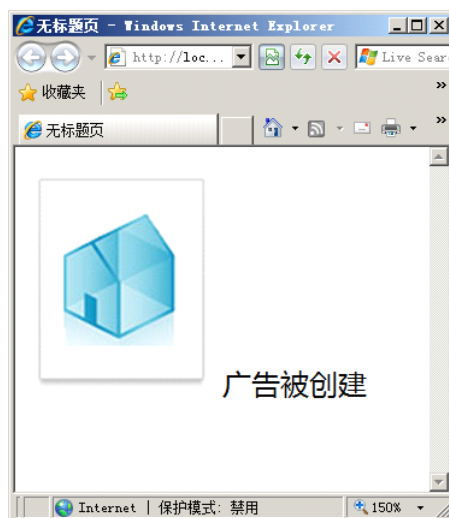 无标题页 - Windows Internet Explorer
http://loc...
Live Sear
收藏夹
»
无标题页
»
广告被创建
Internet | 保护模式: 禁用
150%